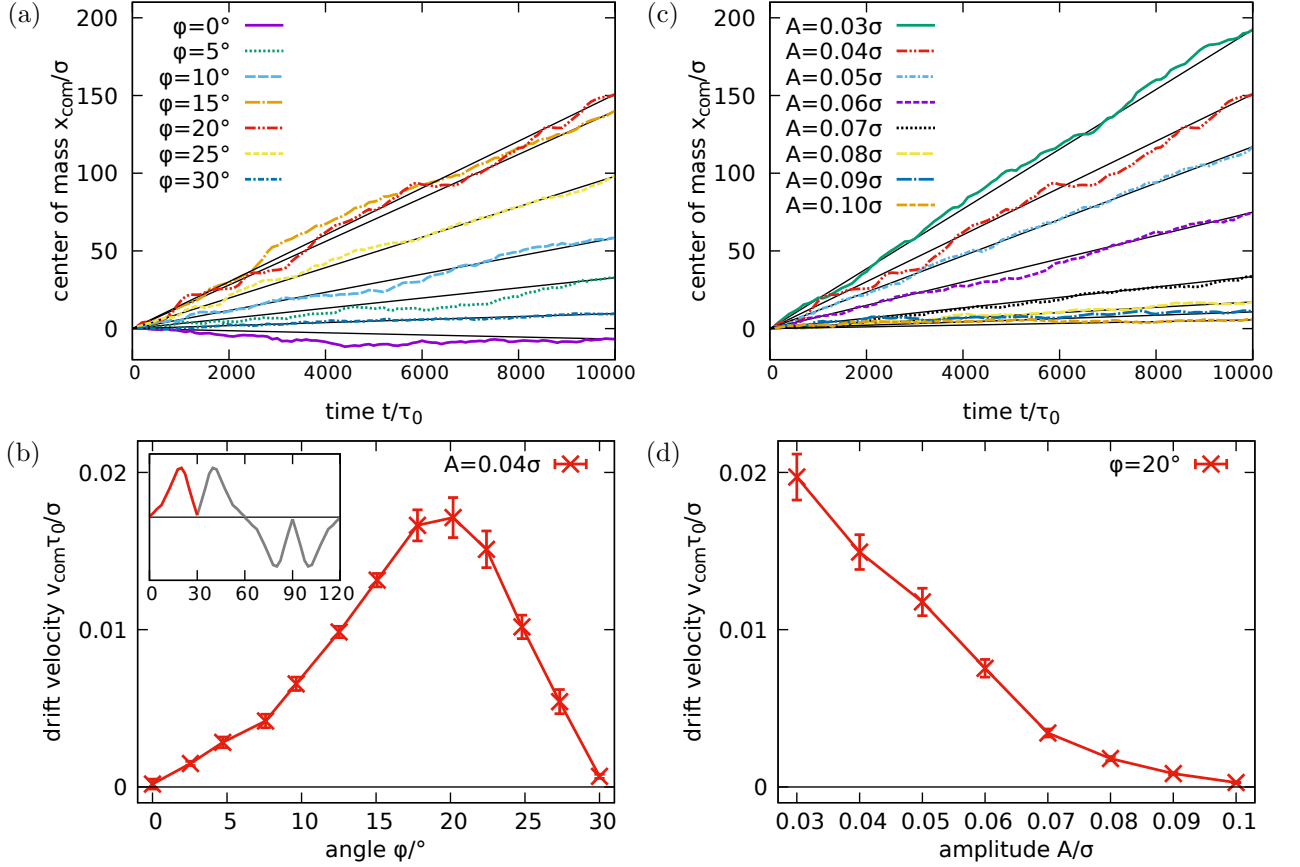 (a)
center of mass x_com/σ
200
150
100
50
0
φ=0°
φ=5°
φ=10°
φ=15°
φ=20°
φ=25°
φ=30°
0 2000 4000 6000 8000 10000
time t/τ₀
(c)
center of mass x_com/σ
200
150
100
50
0
A=0.03σ
A=0.04σ
A=0.05σ
A=0.06σ
A=0.07σ
A=0.08σ
A=0.09σ
A=0.10σ
0 2000 4000 6000 8000 10000
time t/τ₀
(b)
drift velocity v_com τ₀/σ
0.02
0.01
0
A=0.04σ
0 30 60 90 120
0 5 10 15 20 25 30
angle φ/°
(d)
drift velocity v_com τ₀/σ
0.02
0.01
0
φ=20°
0.03 0.04 0.05 0.06 0.07 0.08 0.09 0.1
amplitude A/σ